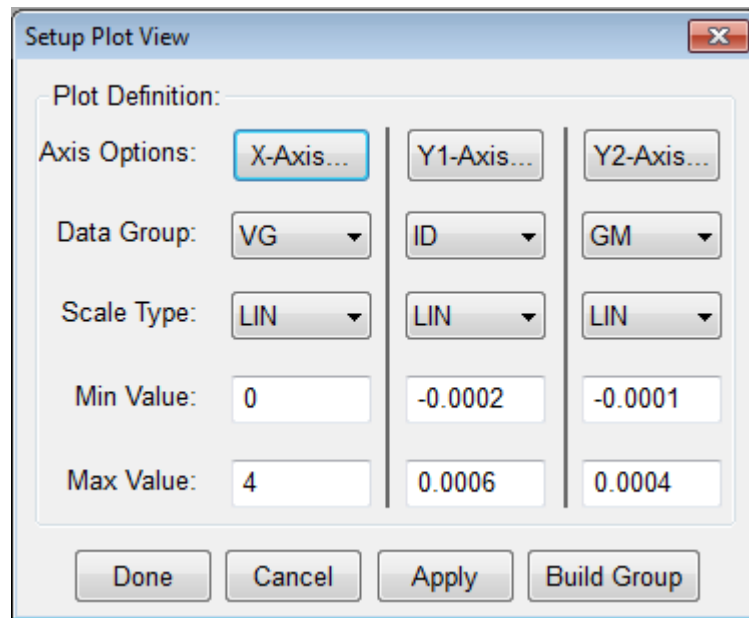 Setup Plot View
Plot Definition:
Axis Options: X-Axis... Y1-Axis... Y2-Axis...
Data Group: VG ID GM
Scale Type: LIN LIN LIN
Min Value: 0 -0.0002 -0.0001
Max Value: 4 0.0006 0.0004
Done Cancel Apply Build Group